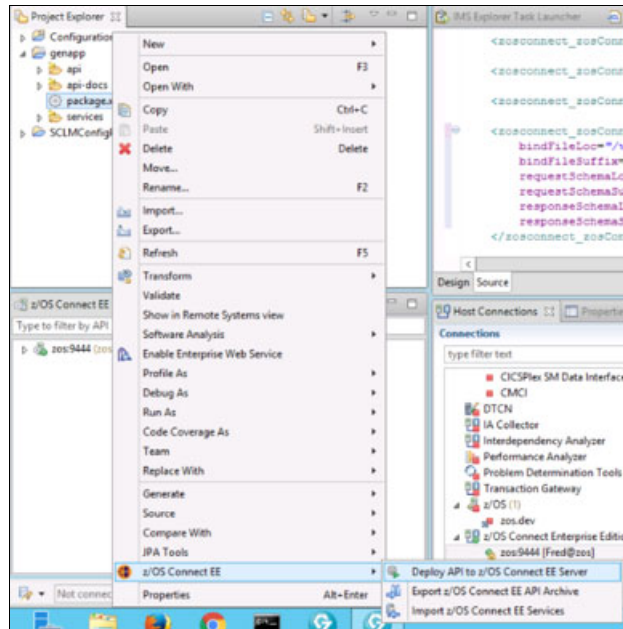 Project Explorer
IMS Explorer Task Launcher
Configuration
genapp
api
api-docs
services
New
Open F3
Open With
Copy Ctrl+C
Paste Shift+Insert
Delete Delete
Move...
Rename... F2
Import...
Export...
Refresh F5
Transform
Validate
Show in Remote Systems view
Software Analysis
Enable Enterprise Web Service
Profile As
Debug As
Run As
Code Coverage As
Team
Replace With
Generate
Source
Compare With
JPA Tools
z/OS Connect EE
Properties Alt+Enter
<zosconnect_zosConn
<zosconnect_zosConn
<zosconnect_zosConn
<zosconnect_zosConn
bindFileLoc="/v
bindFileSuffix=
requestSchemaLo
requestSchemaSu
responseSchemaL
responseSchemaS
</zosconnect_zosCon
Design Source
z/OS Connect EE
Type to filter by API
zos:9444 (zos
Host Connections
Properties
Connections
type filter text
CICSPlex SM Data Interface
CMCI
DTCN
IA Collector
Interdependency Analyzer
Performance Analyzer
Problem Determination Tools
Transaction Gateway
z/OS (1)
zos.dev
z/OS Connect Enterprise Editi
zos:9444 [Fred@zos]
Deploy API to z/OS Connect EE Server
Export z/OS Connect EE API Archive
Import z/OS Connect EE Services
Not connec